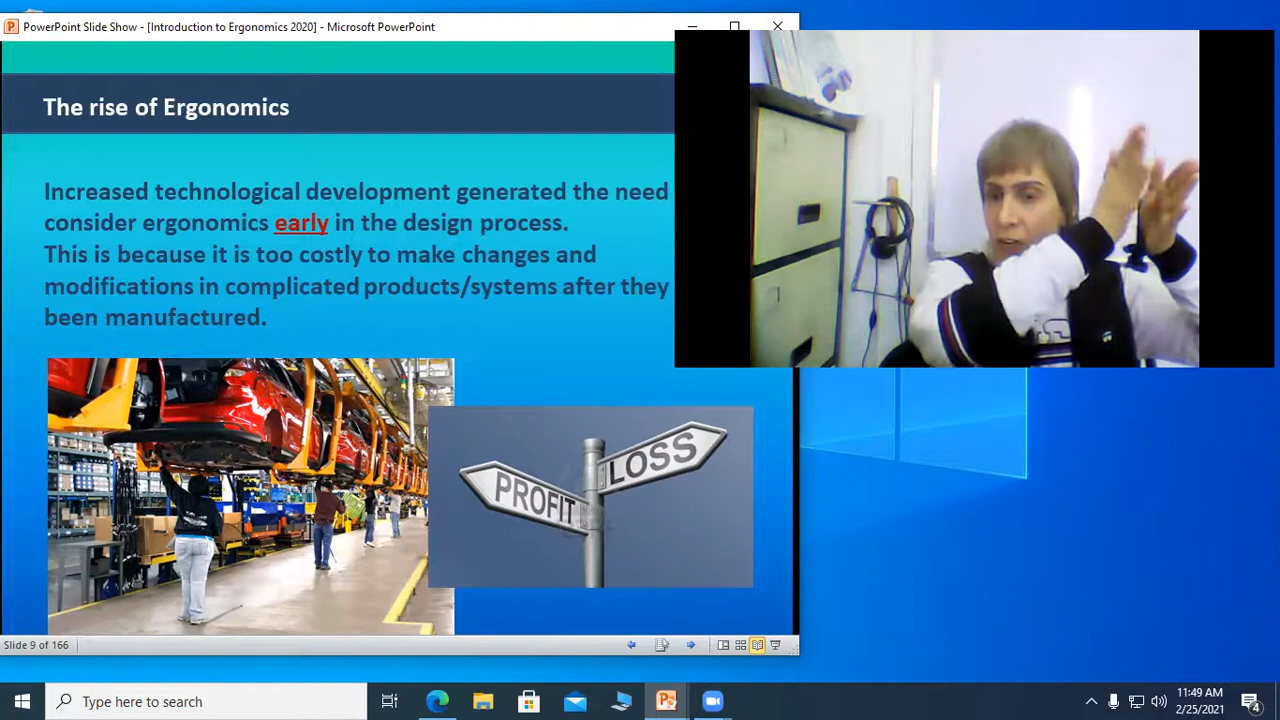 PowerPoint Slide Show - [Introduction to Ergonomics 2020] - Microsoft PowerPoint
The rise of Ergonomics
Increased technological development generated the need
consider ergonomics early in the design process.
This is because it is too costly to make changes and
modifications in complicated products/systems after they
been manufactured.
LOSS
PROFIT
Slide 9 of 166
Type here to search
11:49 AM
2/25/2021
4